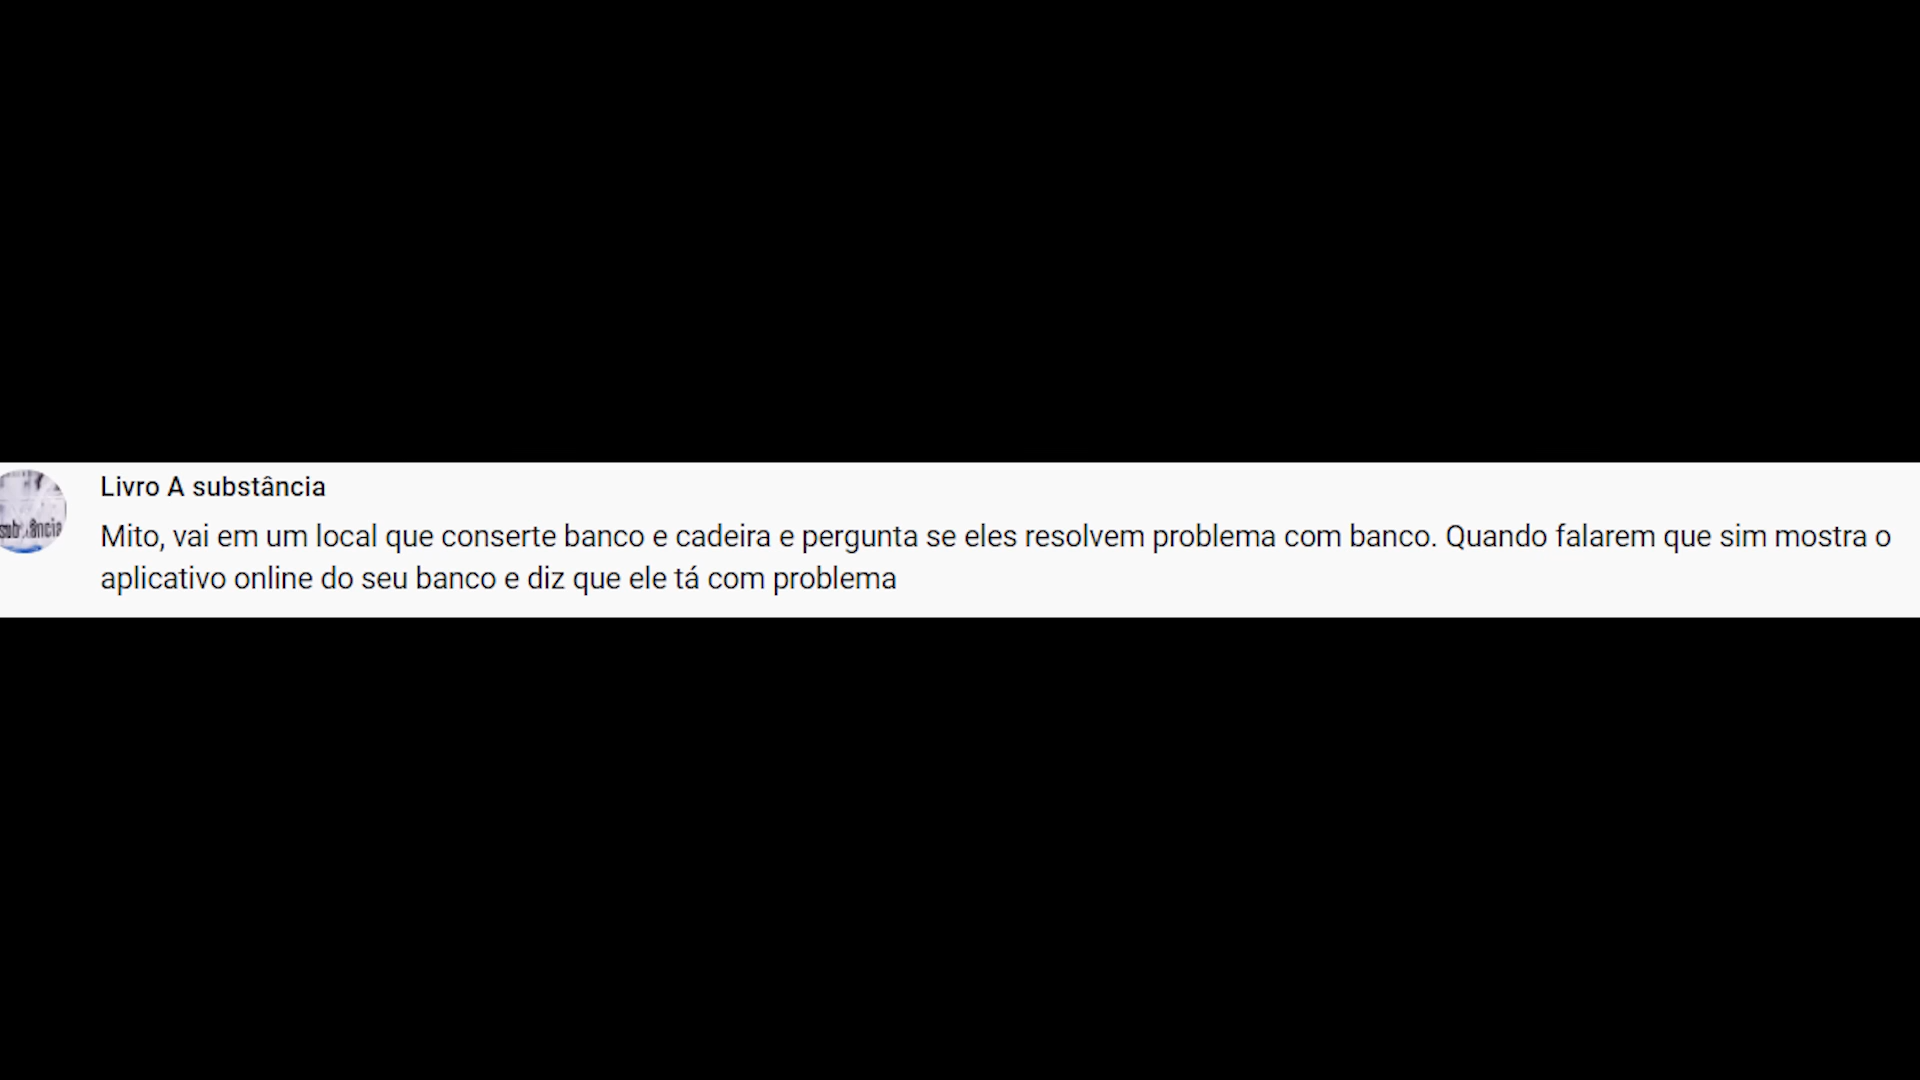 Livro A substância
Mito, vai em um local que conserte banco e cadeira e pergunta se eles resolvem problema com banco. Quando falarem que sim mostra o
aplicativo online do seu banco e diz que ele tá com problema